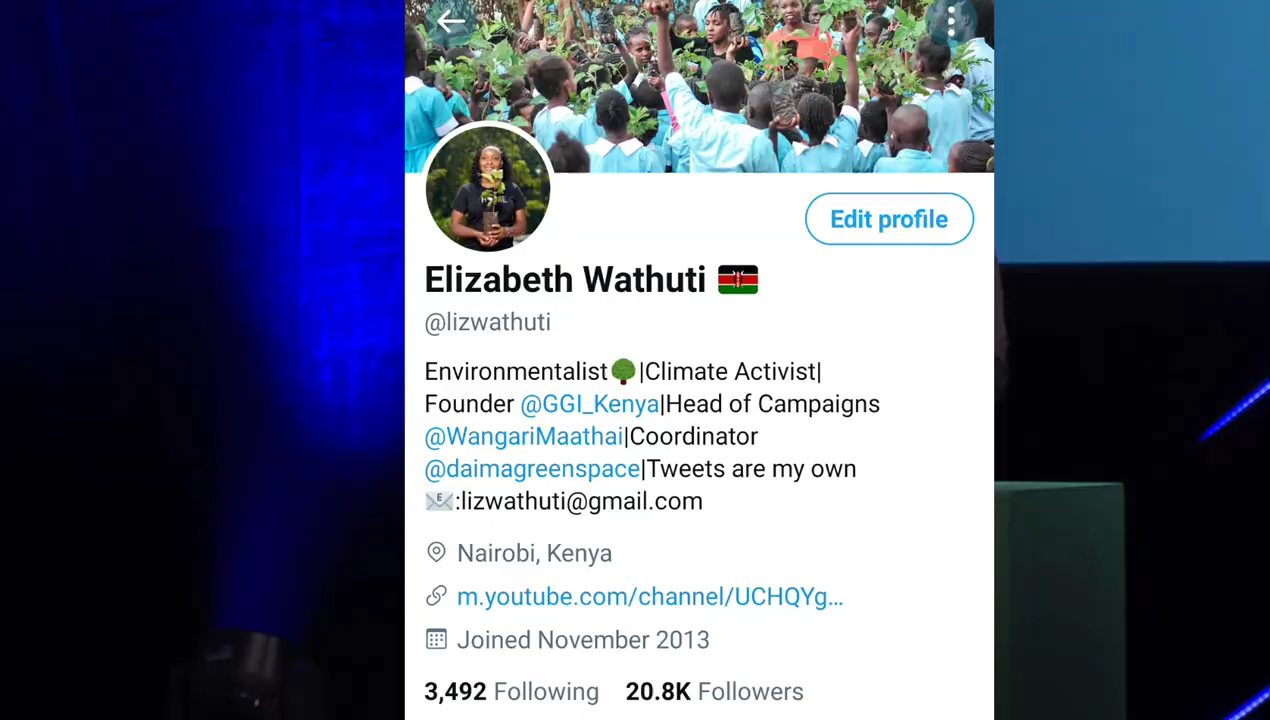 Edit profile
Elizabeth Wathuti 🇰🇪
@lizwathuti
Environmentalist🌳|Climate Activist|
Founder @GGI_Kenya|Head of Campaigns
@WangariMaathai|Coordinator
@daimagreenspace|Tweets are my own
📧:lizwathuti@gmail.com
Nairobi, Kenya
m.youtube.com/channel/UCHQYg...
Joined November 2013
3,492 Following 20.8K Followers